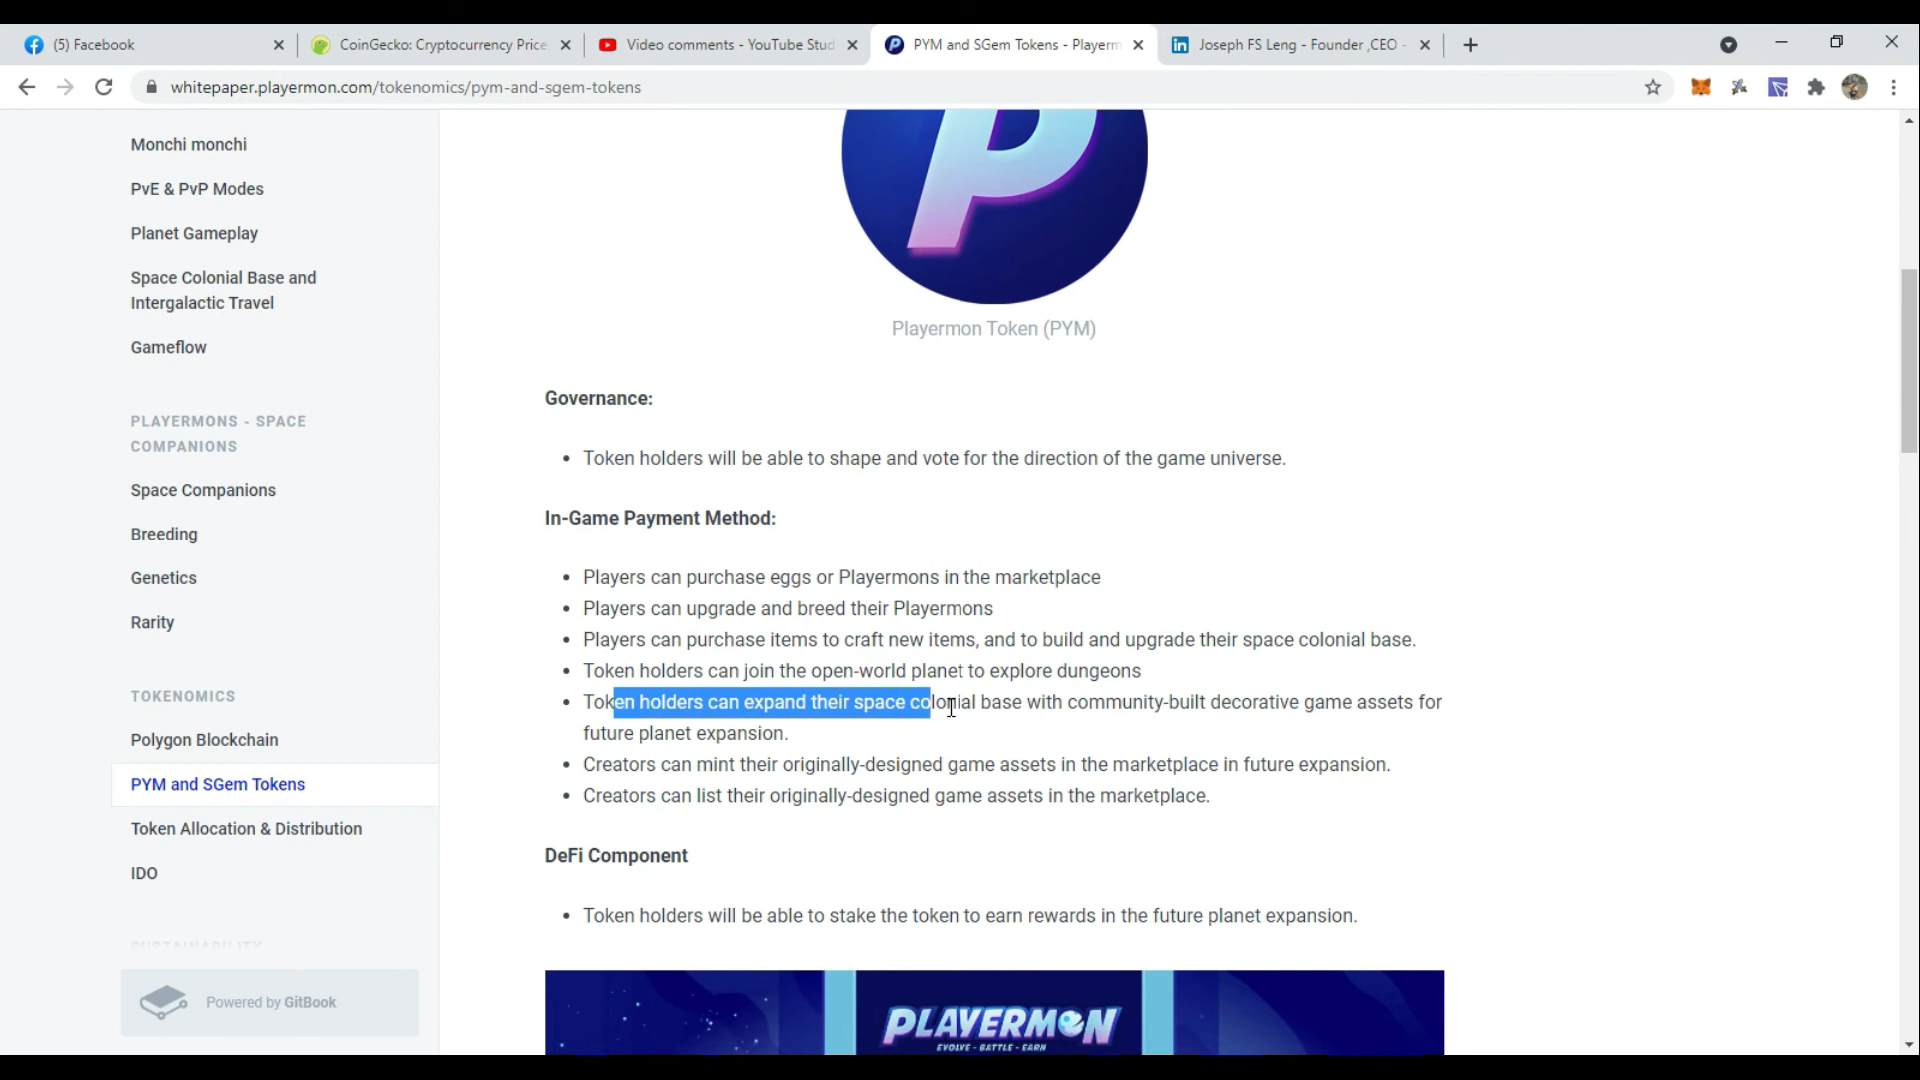 (5) Facebook
CoinGecko: Cryptocurrency Price
Video comments - YouTube Stud
PYM and SGem Tokens - Playerm
Joseph FS Leng - Founder ,CEO -
whitepaper.playermon.com/tokenomics/pym-and-sgem-tokens
Monchi monchi
PvE & PvP Modes
Planet Gameplay
Space Colonial Base and
Intergalactic Travel
Gameflow
PLAYERMONS - SPACE
COMPANIONS
Space Companions
Breeding
Genetics
Rarity
TOKENOMICS
Polygon Blockchain
PYM and SGem Tokens
Token Allocation & Distribution
IDO
SUSTAINABILITY
Powered by GitBook
P
Playermon Token (PYM)
Governance:
• Token holders will be able to shape and vote for the direction of the game universe.
In-Game Payment Method:
• Players can purchase eggs or Playermons in the marketplace
• Players can upgrade and breed their Playermons
• Players can purchase items to craft new items, and to build and upgrade their space colonial base.
• Token holders can join the open-world planet to explore dungeons
• Token holders can expand their space colonial base with community-built decorative game assets for
future planet expansion.
• Creators can mint their originally-designed game assets in the marketplace in future expansion.
• Creators can list their originally-designed game assets in the marketplace.
DeFi Component
• Token holders will be able to stake the token to earn rewards in the future planet expansion.
PLAYERMON
EVOLVE - BATTLE - EARN